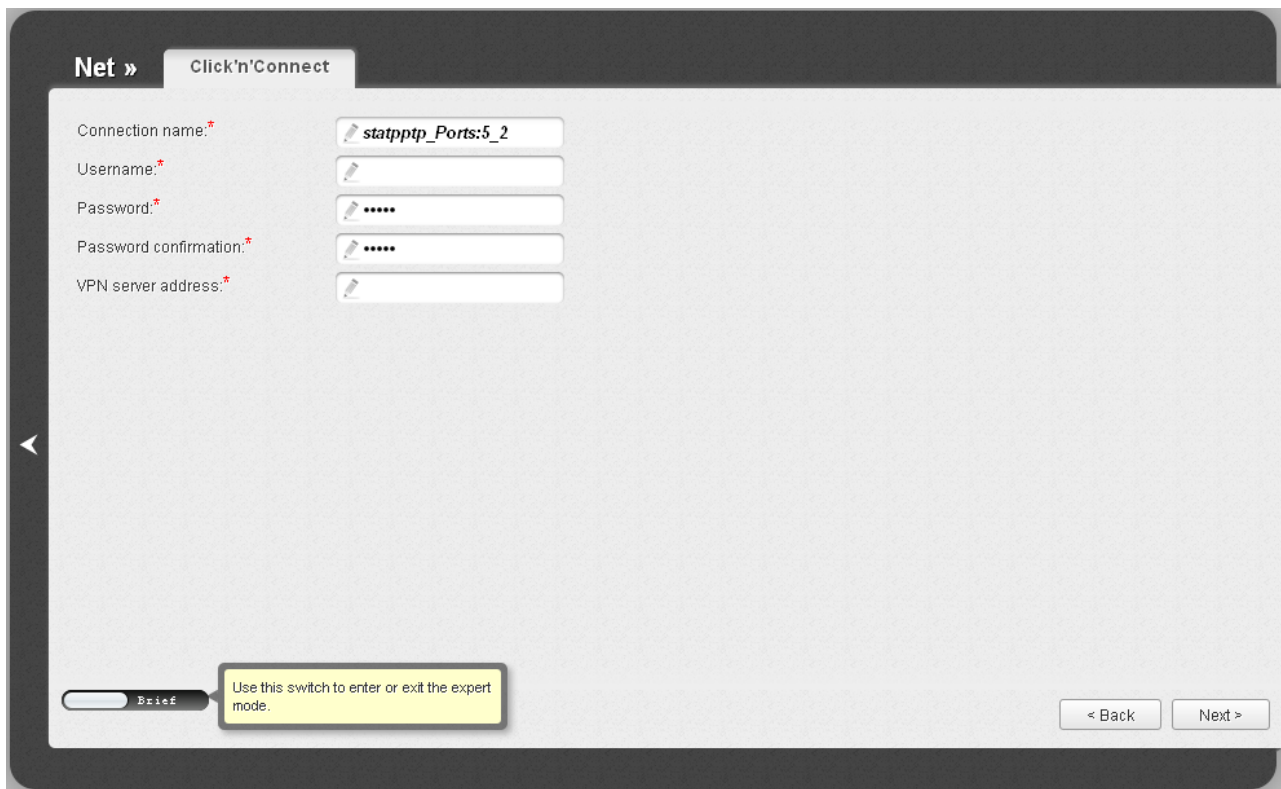 Net »
Click'n'Connect
Connection name:*
statpptp_Ports:5_2
Username:*
Password:*
•••••
Password confirmation:*
•••••
VPN server address:*
Use this switch to enter or exit the expert
mode.
Brief
< Back
Next >